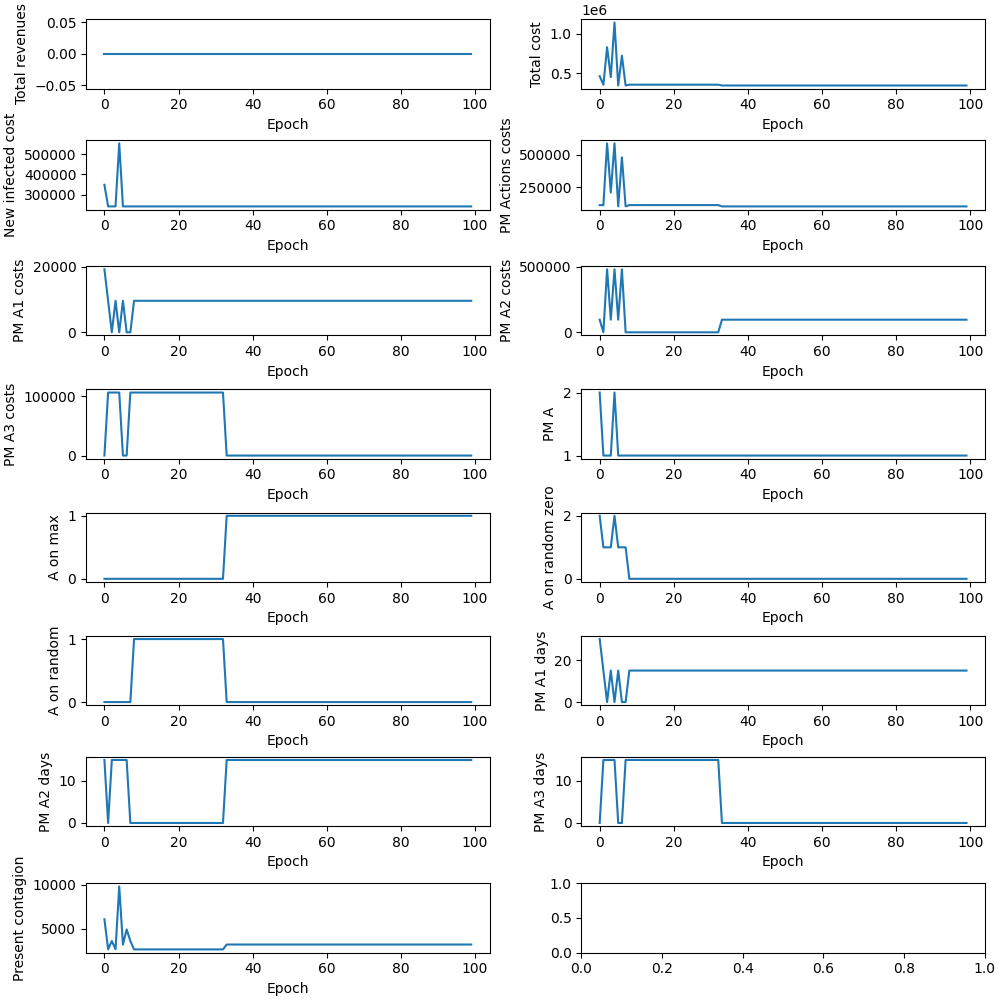 Total revenues
0.05
0.00
−0.05
0 20 40 60 80 100
Epoch
1e6
Total cost
1.0
0.5
0 20 40 60 80 100
Epoch
New infected cost
500000
400000
300000
0 20 40 60 80 100
Epoch
PM Actions costs
500000
250000
0 20 40 60 80 100
Epoch
PM A1 costs
20000
0
0 20 40 60 80 100
Epoch
PM A2 costs
500000
0
0 20 40 60 80 100
Epoch
PM A3 costs
100000
0
0 20 40 60 80 100
Epoch
PM A
2
1
0 20 40 60 80 100
Epoch
A on max
1
0
0 20 40 60 80 100
Epoch
A on random zero
2
0
0 20 40 60 80 100
Epoch
A on random
1
0
0 20 40 60 80 100
Epoch
PM A1 days
20
0
0 20 40 60 80 100
Epoch
PM A2 days
10
0
0 20 40 60 80 100
Epoch
PM A3 days
10
0
0 20 40 60 80 100
Epoch
Present contagion
10000
5000
0 20 40 60 80 100
Epoch
1.0
0.5
0.0
0.0 0.2 0.4 0.6 0.8 1.0